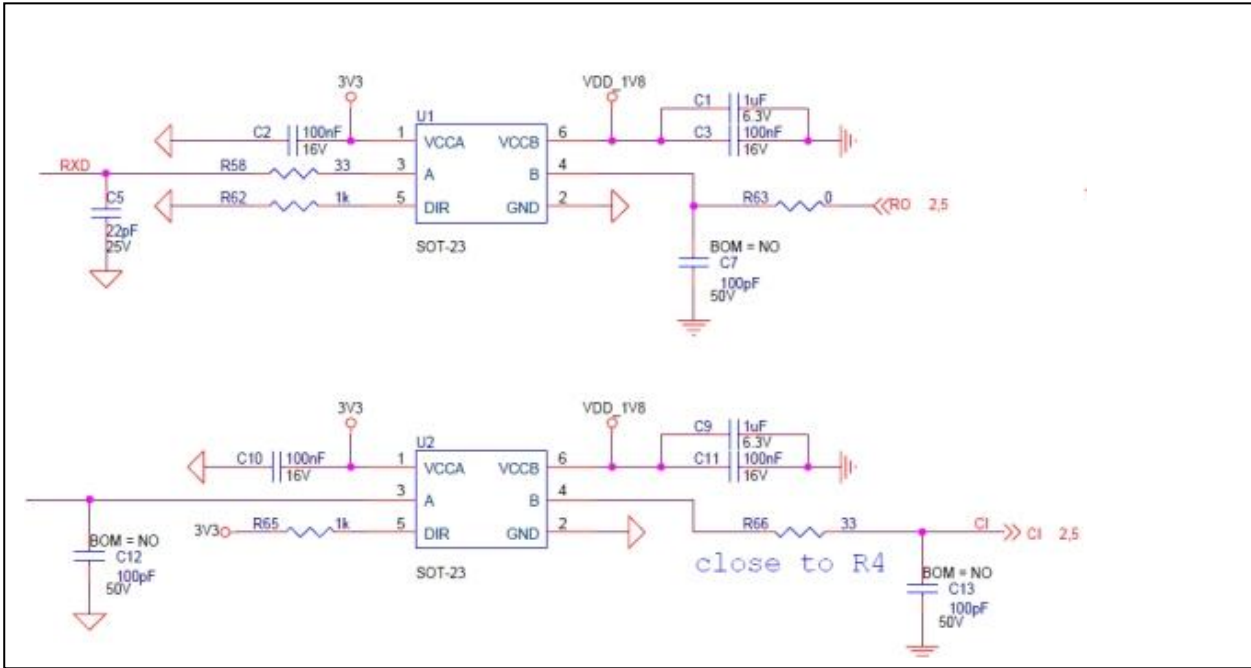 3V3
VDD_1V8
C1 1uF
6.3V
U1
C2 100nF
16V
1 VCCA VCCB 6
C3 100nF
16V
RXD R58 33 3 A B 4
C5
22pF
25V
R62 1k 5 DIR GND 2
R63 0 RO 2,5
SOT-23
BOM = NO
C7
100pF
50V
3V3
VDD_1V8
C9 1uF
6.3V
U2
C10 100nF
16V
1 VCCA VCCB 6
C11 100nF
16V
3 A B 4
3V3 R65 1k 5 DIR GND 2
R66 33 CI CI 2,5
BOM = NO
C12
100pF
50V
close to R4
SOT-23
BOM = NO
C13
100pF
50V